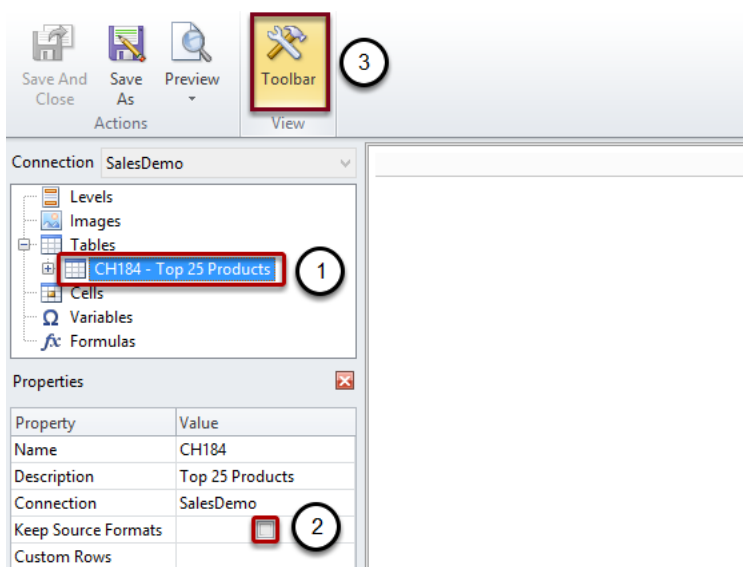 Save And
Close
Save
As
Preview
Toolbar
3
Actions
View
Connection SalesDemo
Levels
Images
Tables
CH184 - Top 25 Products
1
Cells
Ω Variables
fx Formulas
Properties
Property Value
Name CH184
Description Top 25 Products
Connection SalesDemo
Keep Source Formats
2
Custom Rows